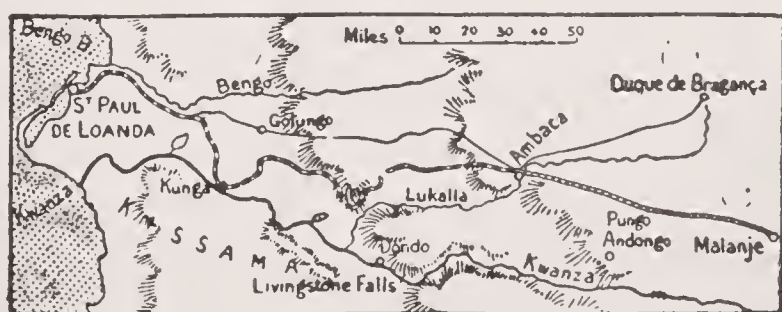 Bengo B.
Miles 0 10 20 30 40 50
Bengo
Duque de Bragança
St PAUL
DE LOANDA
Golungo
Ambaca
Kunga
Lukalla
Kwanza
KISSAMA
Dondo
Pungo
Andongo
Malanje
Kwanza
Livingstone Falls